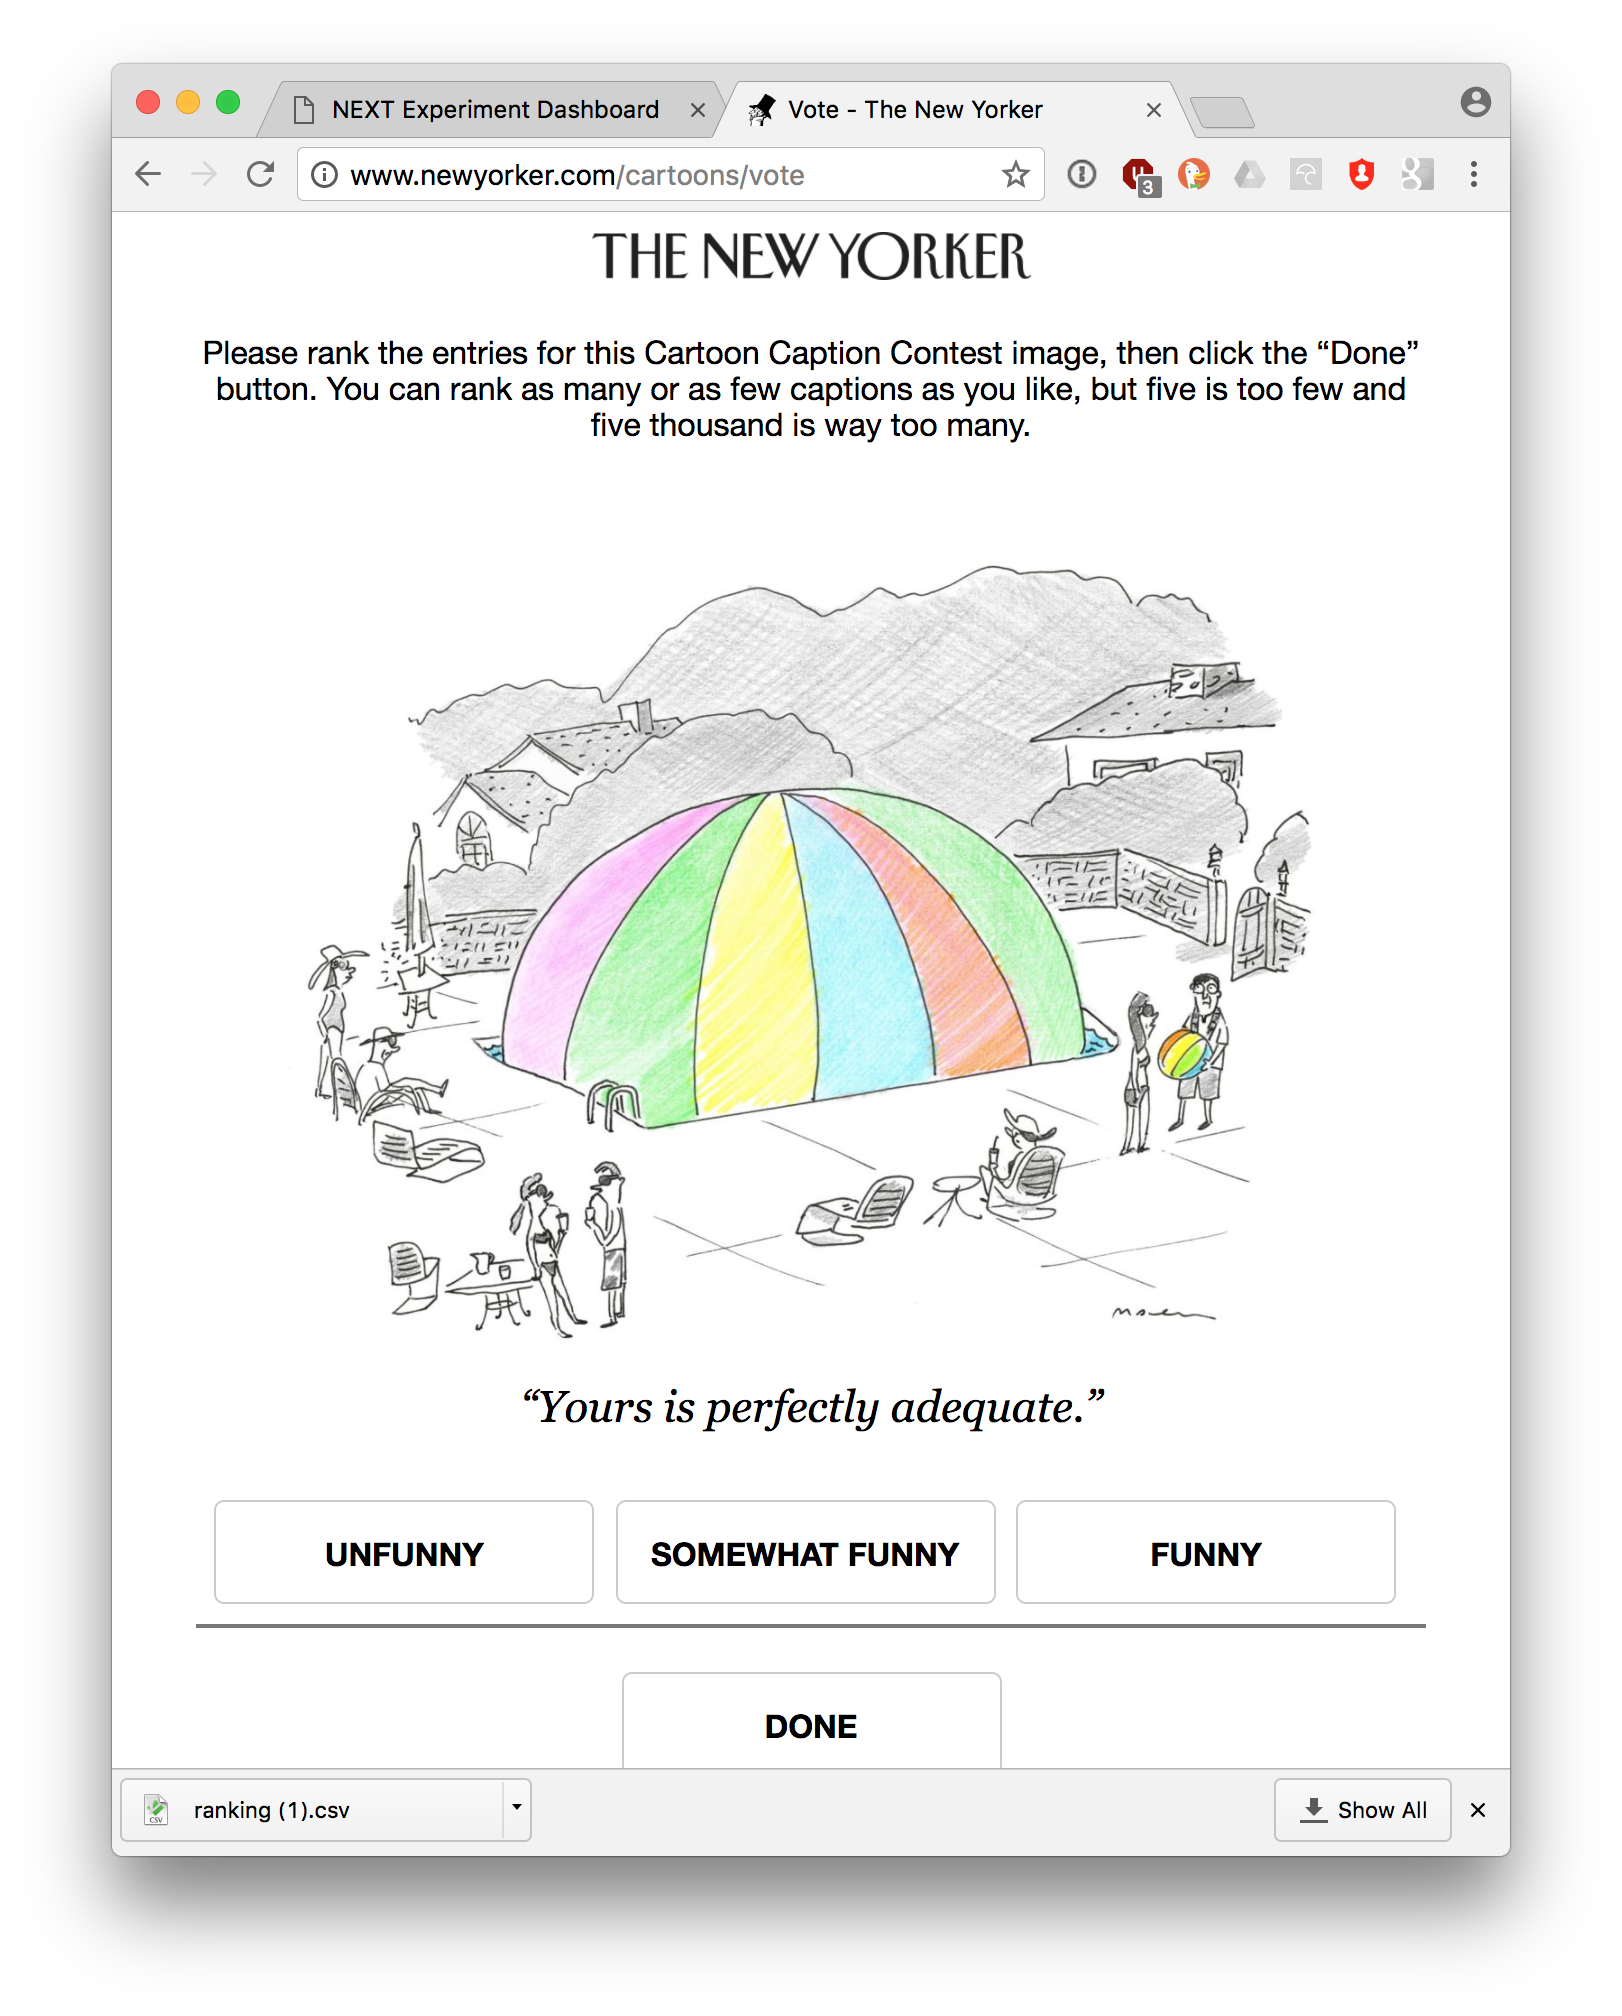 NEXT Experiment Dashboard
Vote - The New Yorker
www.newyorker.com/cartoons/vote
3
THE NEW YORKER
Please rank the entries for this Cartoon Caption Contest image, then click the “Done”
button. You can rank as many or as few captions as you like, but five is too few and
five thousand is way too many.
“Yours is perfectly adequate.”
UNFUNNY
SOMEWHAT FUNNY
FUNNY
DONE
CSV
ranking (1).csv
Show All